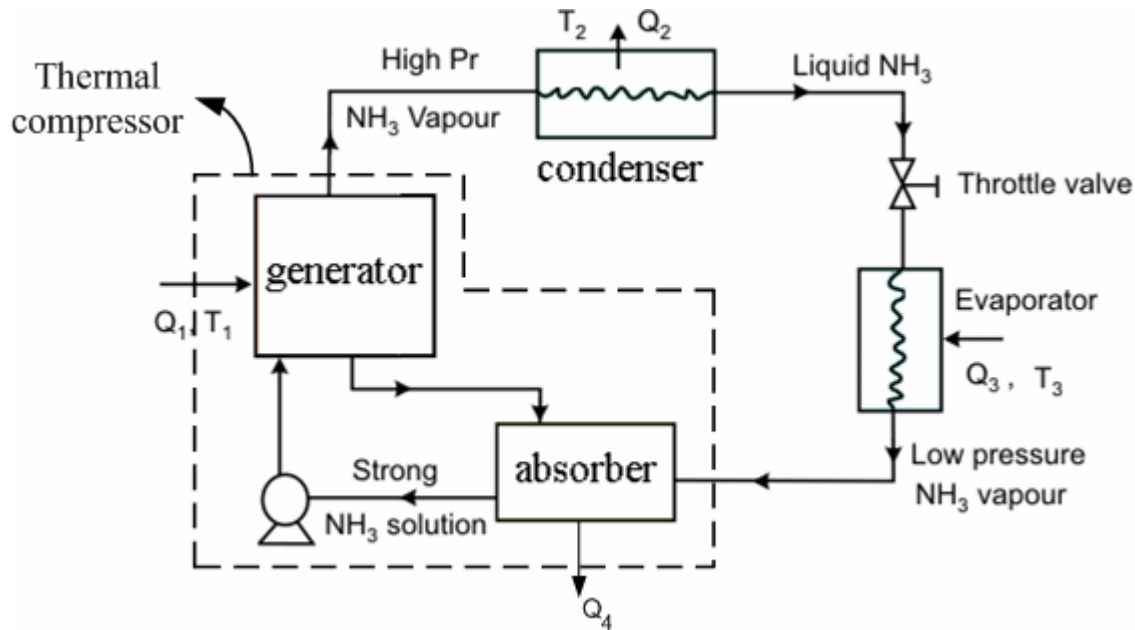 T₂ Q₂
High Pr
NH₃ Vapour
Liquid NH₃
Thermal
compressor
condenser
Throttle valve
generator
Q₁, T₁
Evaporator
Q₃ , T₃
absorber
Strong
NH₃ solution
Low pressure
NH₃ vapour
Q₄